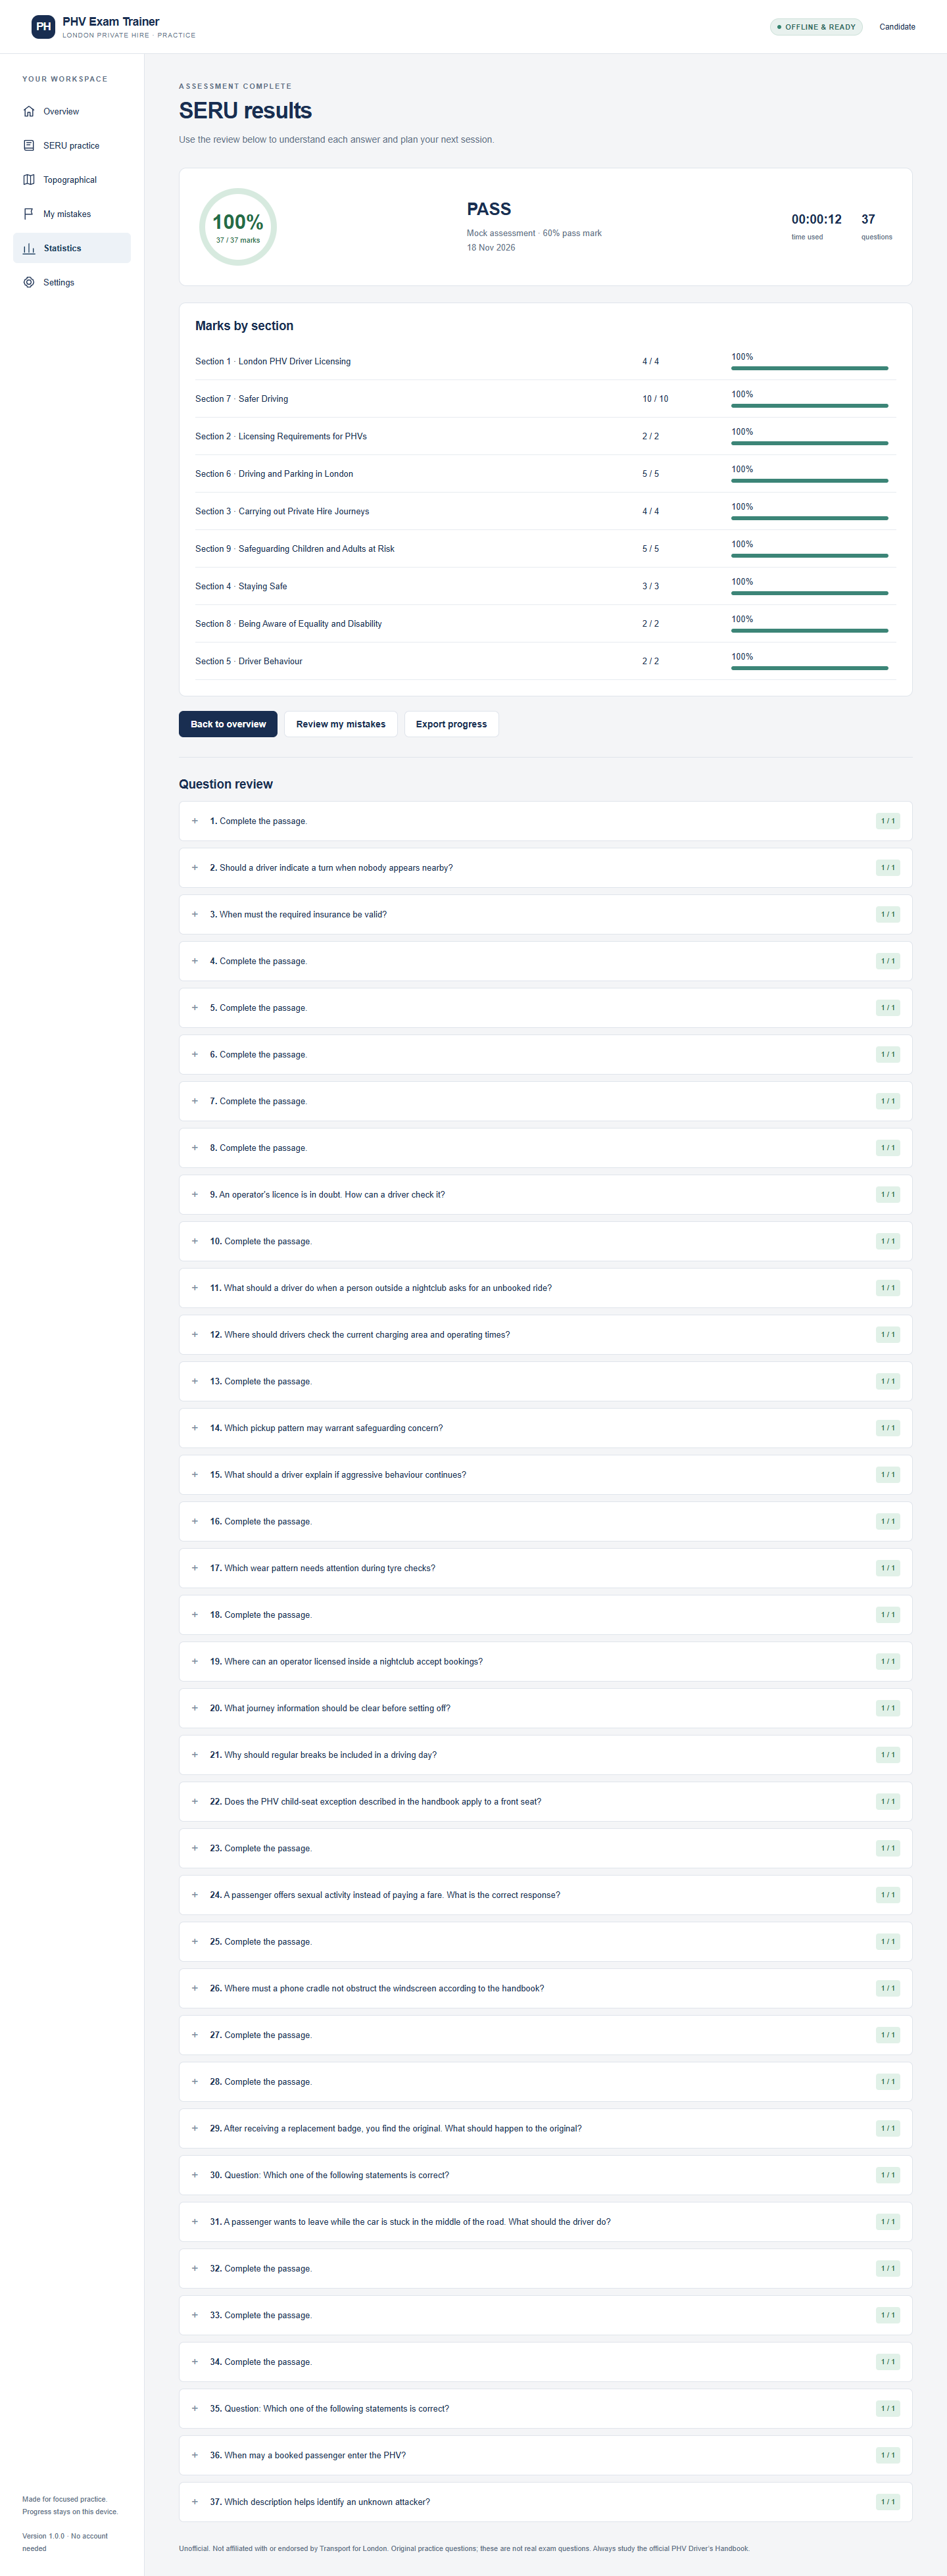 PH
PHV Exam Trainer
LONDON PRIVATE HIRE · PRACTICE
OFFLINE & READY
Candidate
YOUR WORKSPACE
Overview
SERU practice
Topographical
My mistakes
Statistics
Settings
ASSESSMENT COMPLETE
SERU results
Use the review below to understand each answer and plan your next session.
100%
37 / 37 marks
PASS
Mock assessment · 60% pass mark
18 Nov 2026
00:00:12
time used
37
questions
Marks by section
Section 1 · London PHV Driver Licensing 4 / 4 100%
Section 7 · Safer Driving 10 / 10 100%
Section 2 · Licensing Requirements for PHVs 2 / 2 100%
Section 6 · Driving and Parking in London 5 / 5 100%
Section 3 · Carrying out Private Hire Journeys 4 / 4 100%
Section 9 · Safeguarding Children and Adults at Risk 5 / 5 100%
Section 4 · Staying Safe 3 / 3 100%
Section 8 · Being Aware of Equality and Disability 2 / 2 100%
Section 5 · Driver Behaviour 2 / 2 100%
Back to overview
Review my mistakes
Export progress
Question review
+ 1. Complete the passage. 1 / 1
+ 2. Should a driver indicate a turn when nobody appears nearby? 1 / 1
+ 3. When must the required insurance be valid? 1 / 1
+ 4. Complete the passage. 1 / 1
+ 5. Complete the passage. 1 / 1
+ 6. Complete the passage. 1 / 1
+ 7. Complete the passage. 1 / 1
+ 8. Complete the passage. 1 / 1
+ 9. An operator's licence is in doubt. How can a driver check it? 1 / 1
+ 10. Complete the passage. 1 / 1
+ 11. What should a driver do when a person outside a nightclub asks for an unbooked ride? 1 / 1
+ 12. Where should drivers check the current charging area and operating times? 1 / 1
+ 13. Complete the passage. 1 / 1
+ 14. Which pickup pattern may warrant safeguarding concern? 1 / 1
+ 15. What should a driver explain if aggressive behaviour continues? 1 / 1
+ 16. Complete the passage. 1 / 1
+ 17. Which wear pattern needs attention during tyre checks? 1 / 1
+ 18. Complete the passage. 1 / 1
+ 19. Where can an operator licensed inside a nightclub accept bookings? 1 / 1
+ 20. What journey information should be clear before setting off? 1 / 1
+ 21. Why should regular breaks be included in a driving day? 1 / 1
+ 22. Does the PHV child-seat exception described in the handbook apply to a front seat? 1 / 1
+ 23. Complete the passage. 1 / 1
+ 24. A passenger offers sexual activity instead of paying a fare. What is the correct response? 1 / 1
+ 25. Complete the passage. 1 / 1
+ 26. Where must a phone cradle not obstruct the windscreen according to the handbook? 1 / 1
+ 27. Complete the passage. 1 / 1
+ 28. Complete the passage. 1 / 1
+ 29. After receiving a replacement badge, you find the original. What should happen to the original? 1 / 1
+ 30. Question: Which one of the following statements is correct? 1 / 1
+ 31. A passenger wants to leave while the car is stuck in the middle of the road. What should the driver do? 1 / 1
+ 32. Complete the passage. 1 / 1
+ 33. Complete the passage. 1 / 1
+ 34. Complete the passage. 1 / 1
+ 35. Question: Which one of the following statements is correct? 1 / 1
+ 36. When may a booked passenger enter the PHV? 1 / 1
+ 37. Which description helps identify an unknown attacker? 1 / 1
Made for focused practice.
Progress stays on this device.
Version 1.0.0 · No account
needed
Unofficial. Not affiliated with or endorsed by Transport for London. Original practice questions; these are not real exam questions. Always study the official PHV Driver's Handbook.